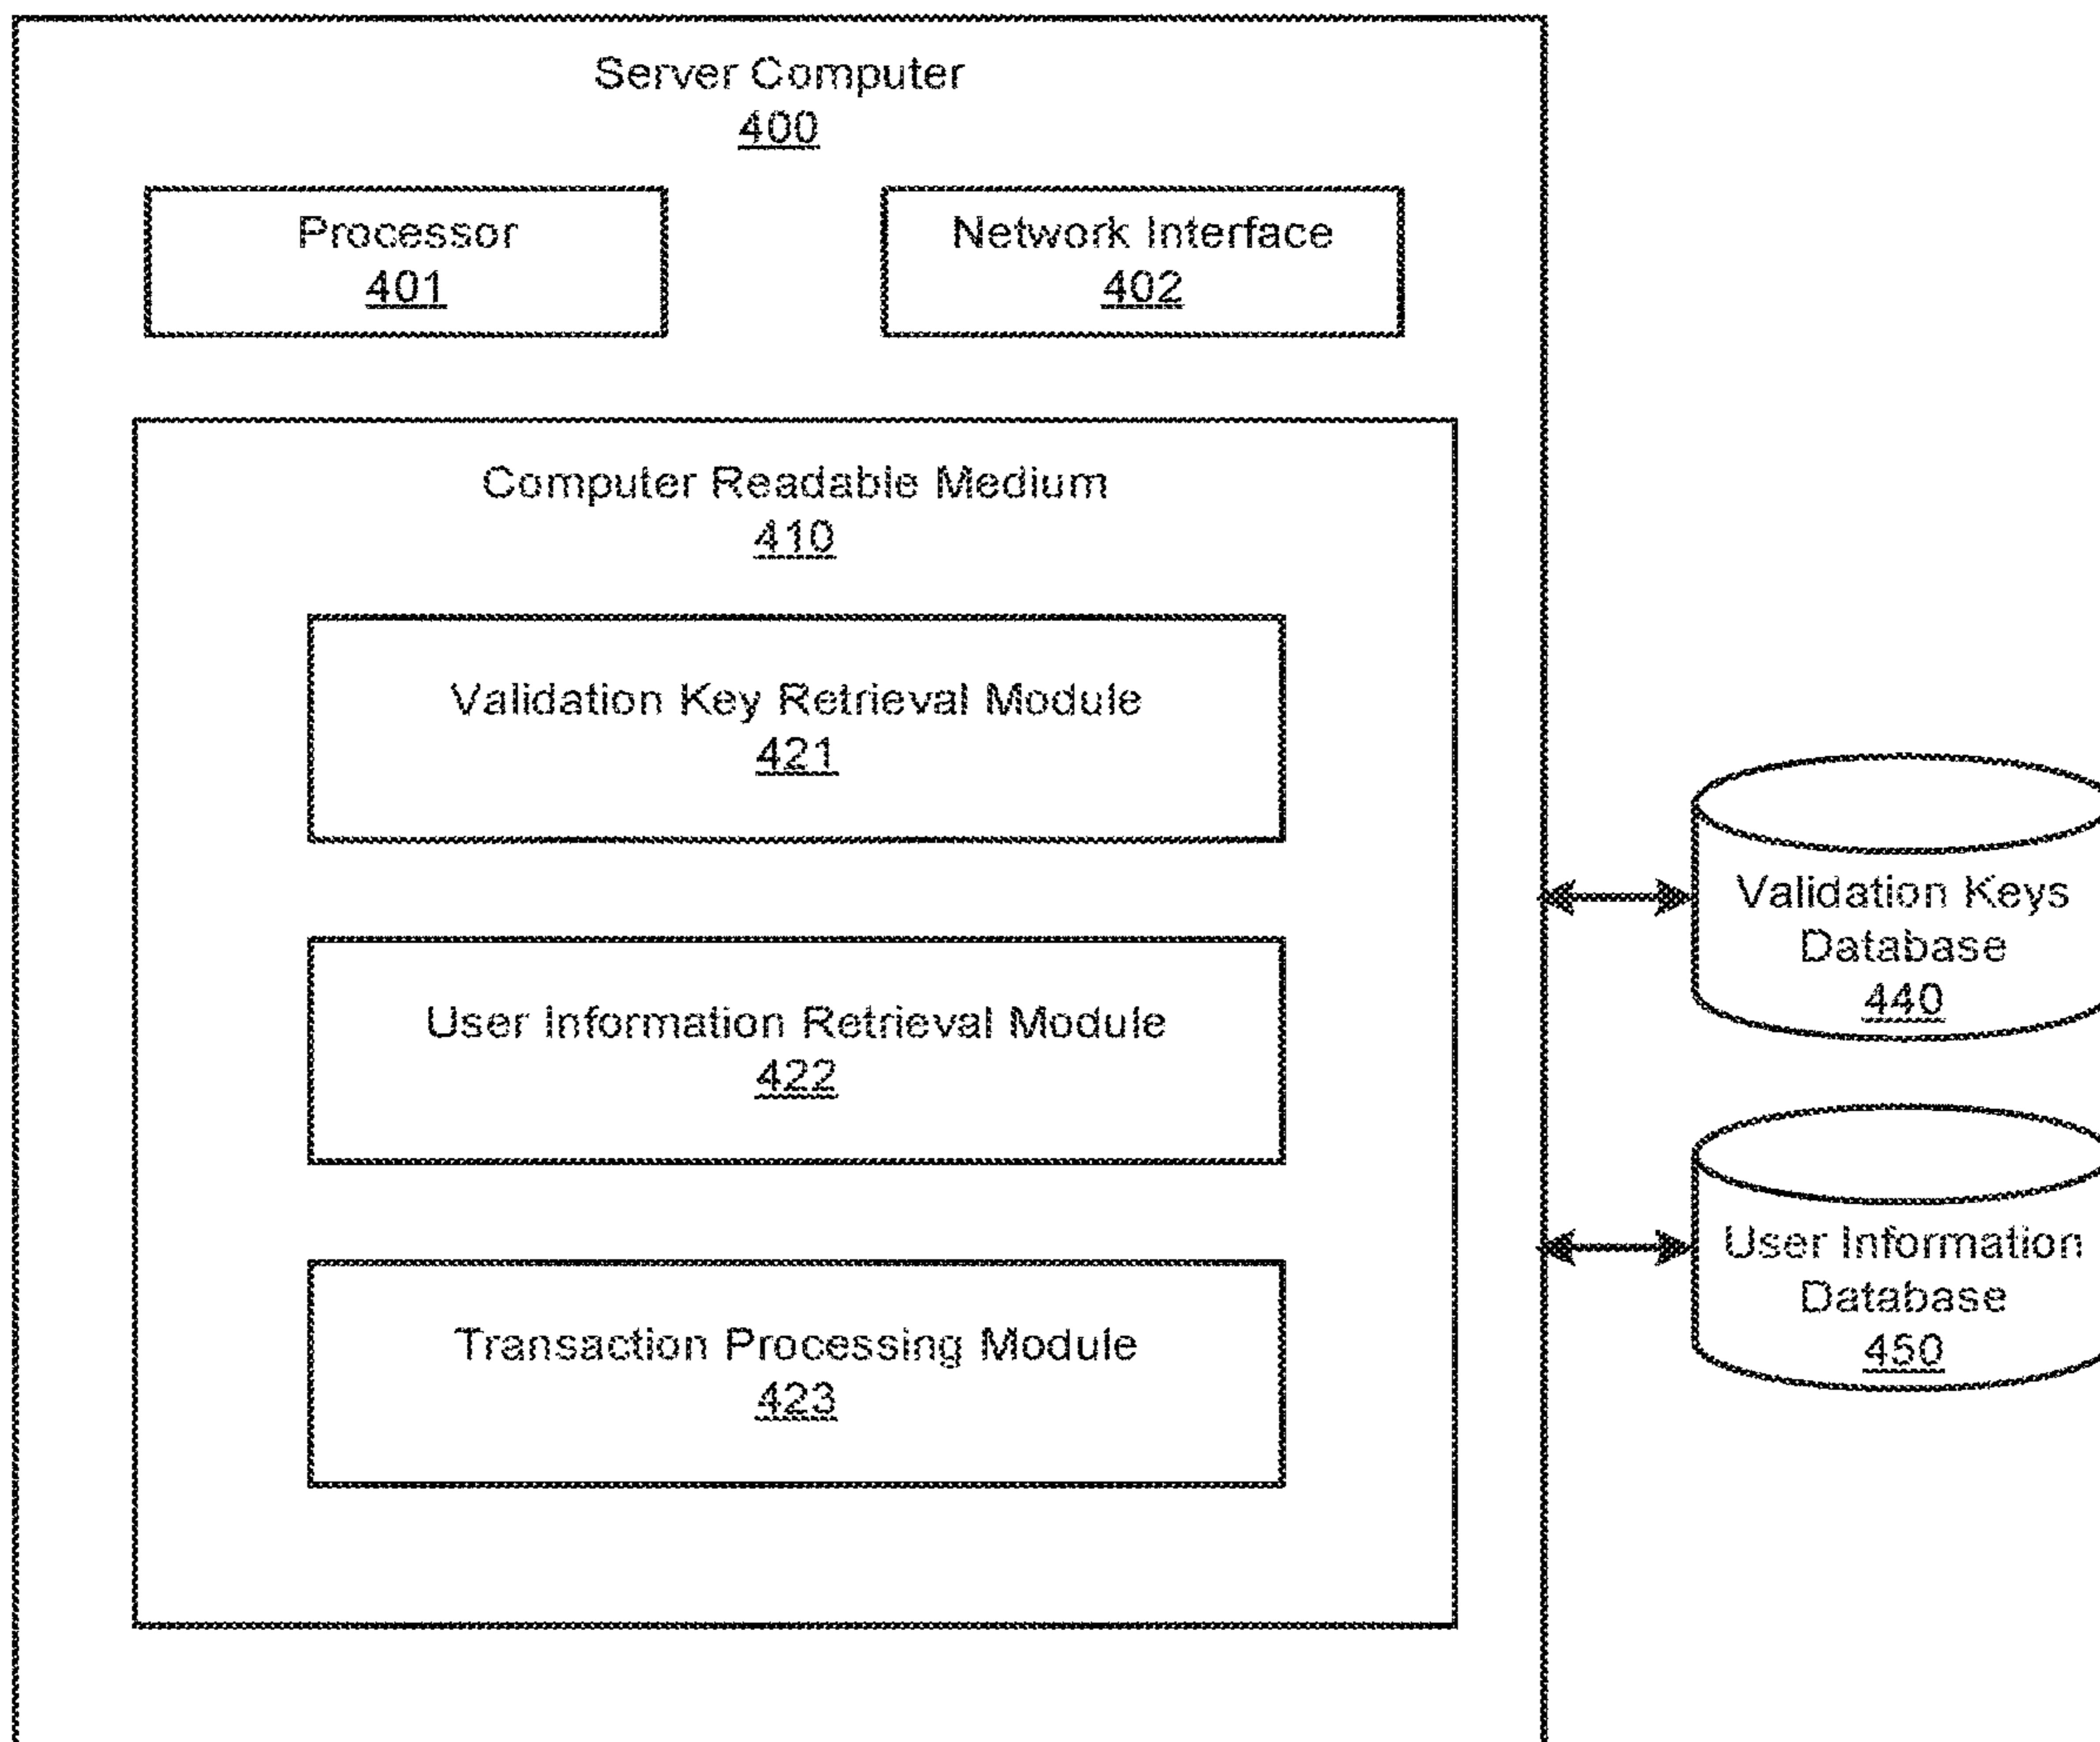 Server Computer
400
Processor
401
Network Interface
402
Computer Readable Medium
410
Validation Key Retrieval Module
421
User Information Retrieval Module
422
Transaction Processing Module
423
Validation Keys
Database
440
User Information
Database
450